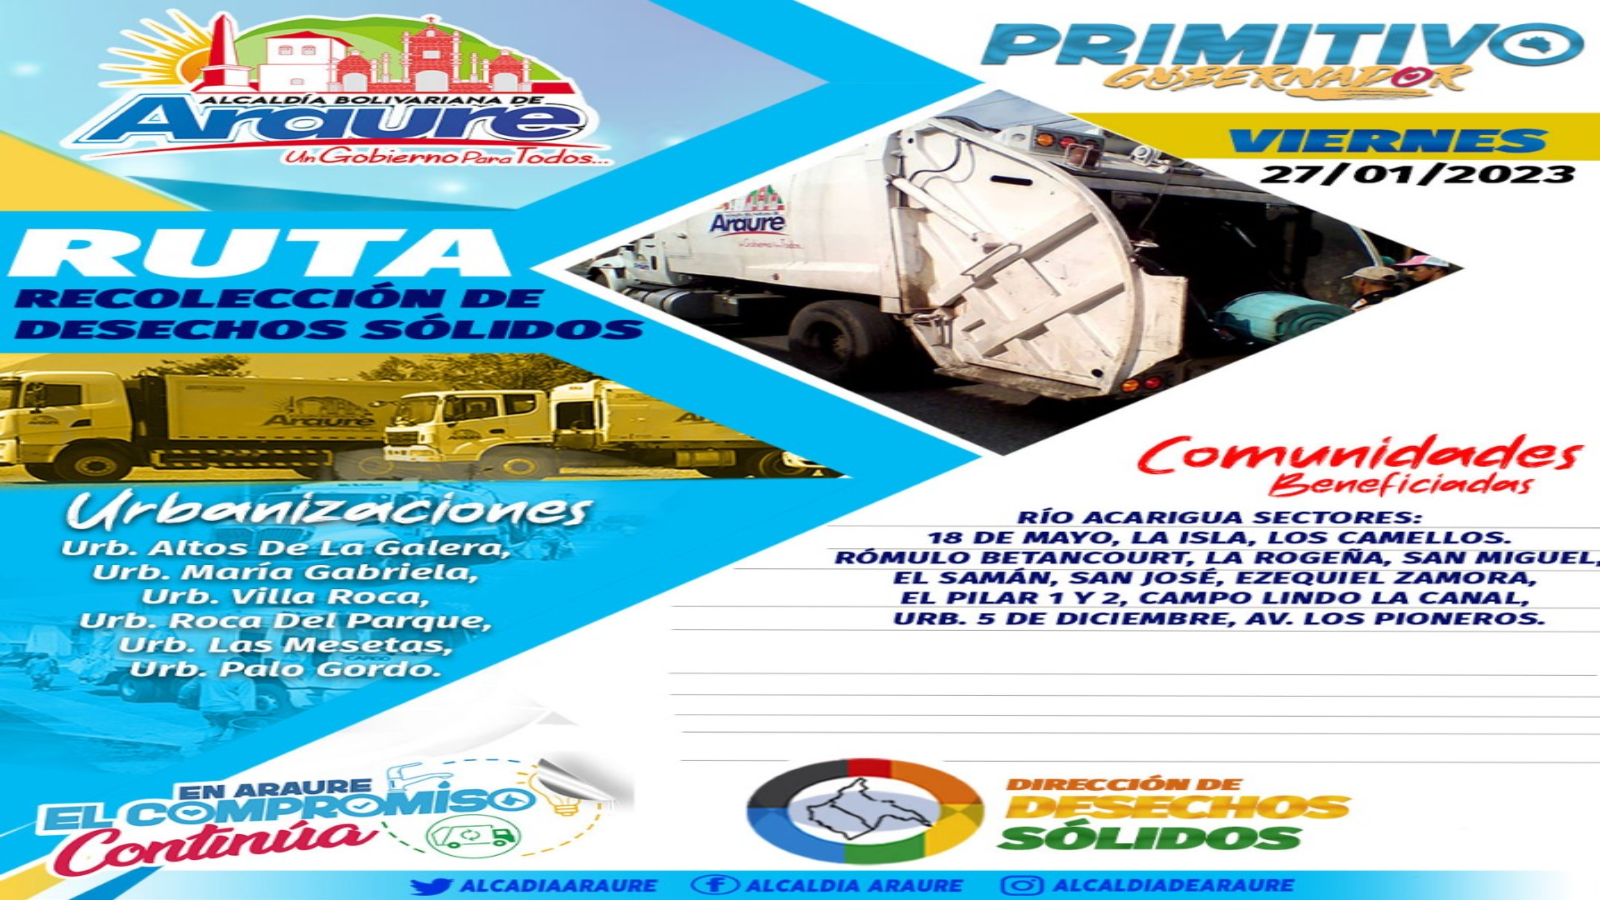 ALCALDÍA BOLIVARIANA DE
Araure
Un Gobierno Para Todos...
PRIMITIVO
GOBERNADOR
VIERNES
27/01/2023
RUTA
RECOLECCIÓN DE
DESECHOS SÓLIDOS
Araure
Araure
Urbanizaciones
Urb. Altos De La Galera,
Urb. María Gabriela,
Urb. Villa Roca,
Urb. Roca Del Parque,
Urb. Las Mesetas,
Urb. Palo Gordo.
Comunidades
Beneficiadas
RÍO ACARIGUA SECTORES:
18 DE MAYO, LA ISLA, LOS CAMELLOS.
RÓMULO BETANCOURT, LA ROGEÑA, SAN MIGUEL,
EL SAMÁN, SAN JOSÉ, EZEQUIEL ZAMORA,
EL PILAR 1 Y 2, CAMPO LINDO LA CANAL,
URB. 5 DE DICIEMBRE, AV. LOS PIONEROS.
EN ARAURE
EL COMPROMISO
Continúa
DIRECCIÓN DE
DESECHOS
SÓLIDOS
ALCADIAARAURE
ALCALDIA ARAURE
ALCALDIADEARAURE